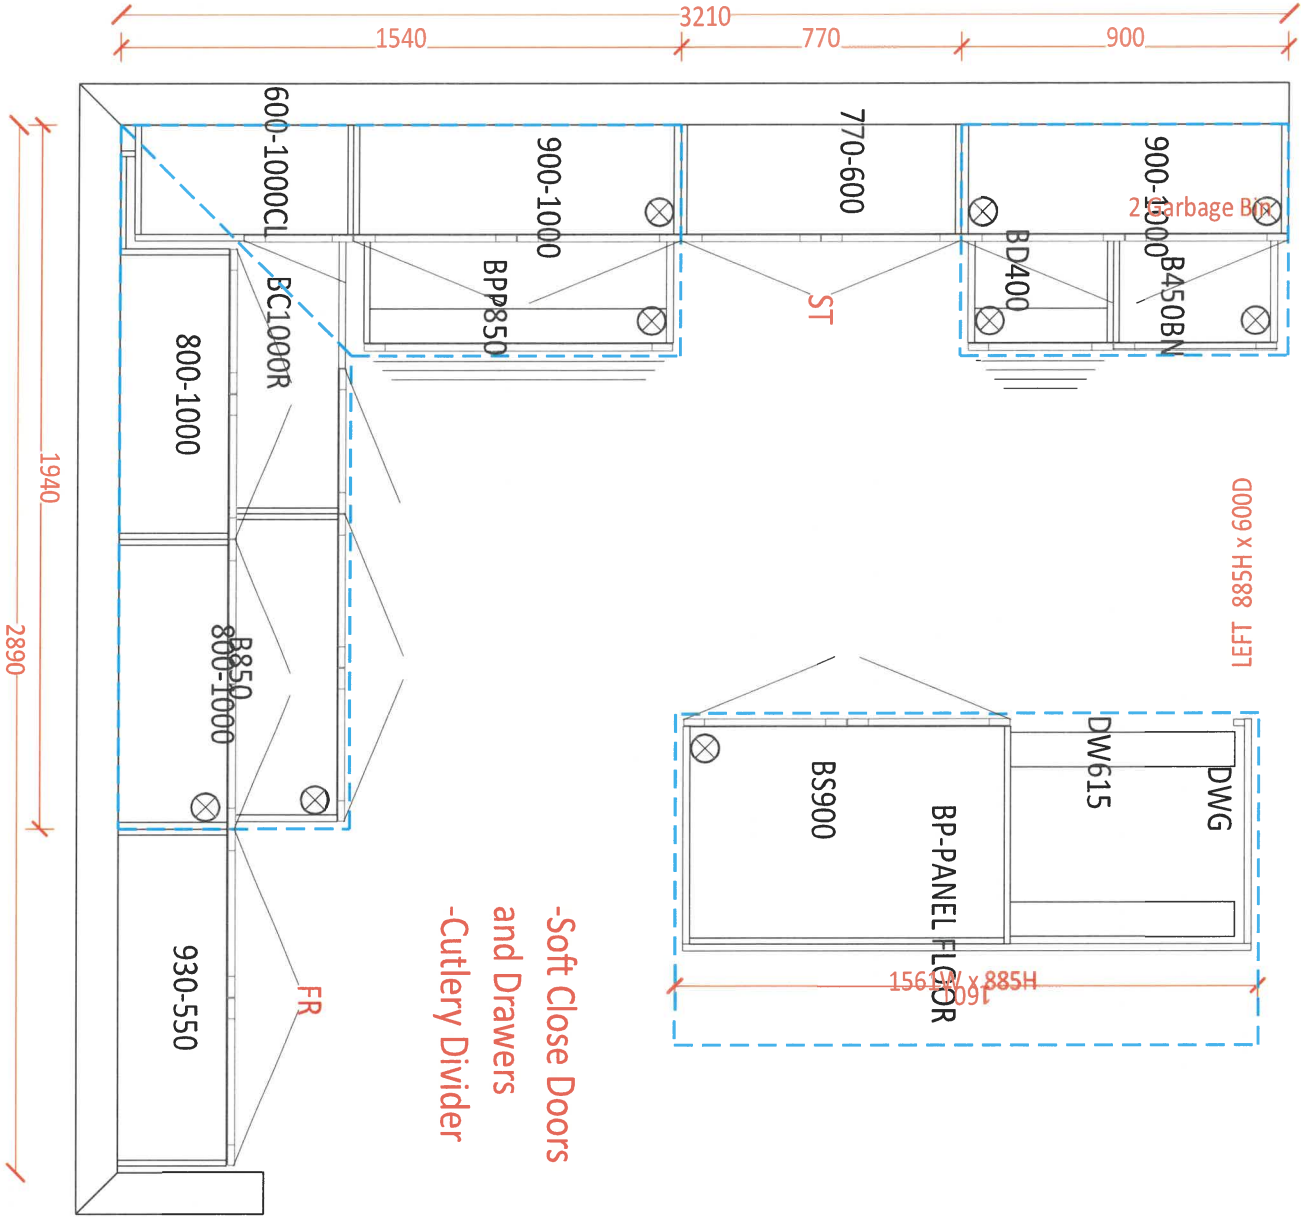 3210
1540
770
900
600-1000CL
900-1000
770-600
900-1000
2 Garbage Bin
BC1000R
BPP850
ST
BD400
B450BN
800-1000
1940
2890
B850
800-1000
LEFT 885H x 600D
BS900
BP-PANEL FLOOR
DW615
DWG
1561W x 885H
1601
930-550
FR
-Soft Close Doors
and Drawers
-Cutlery Divider